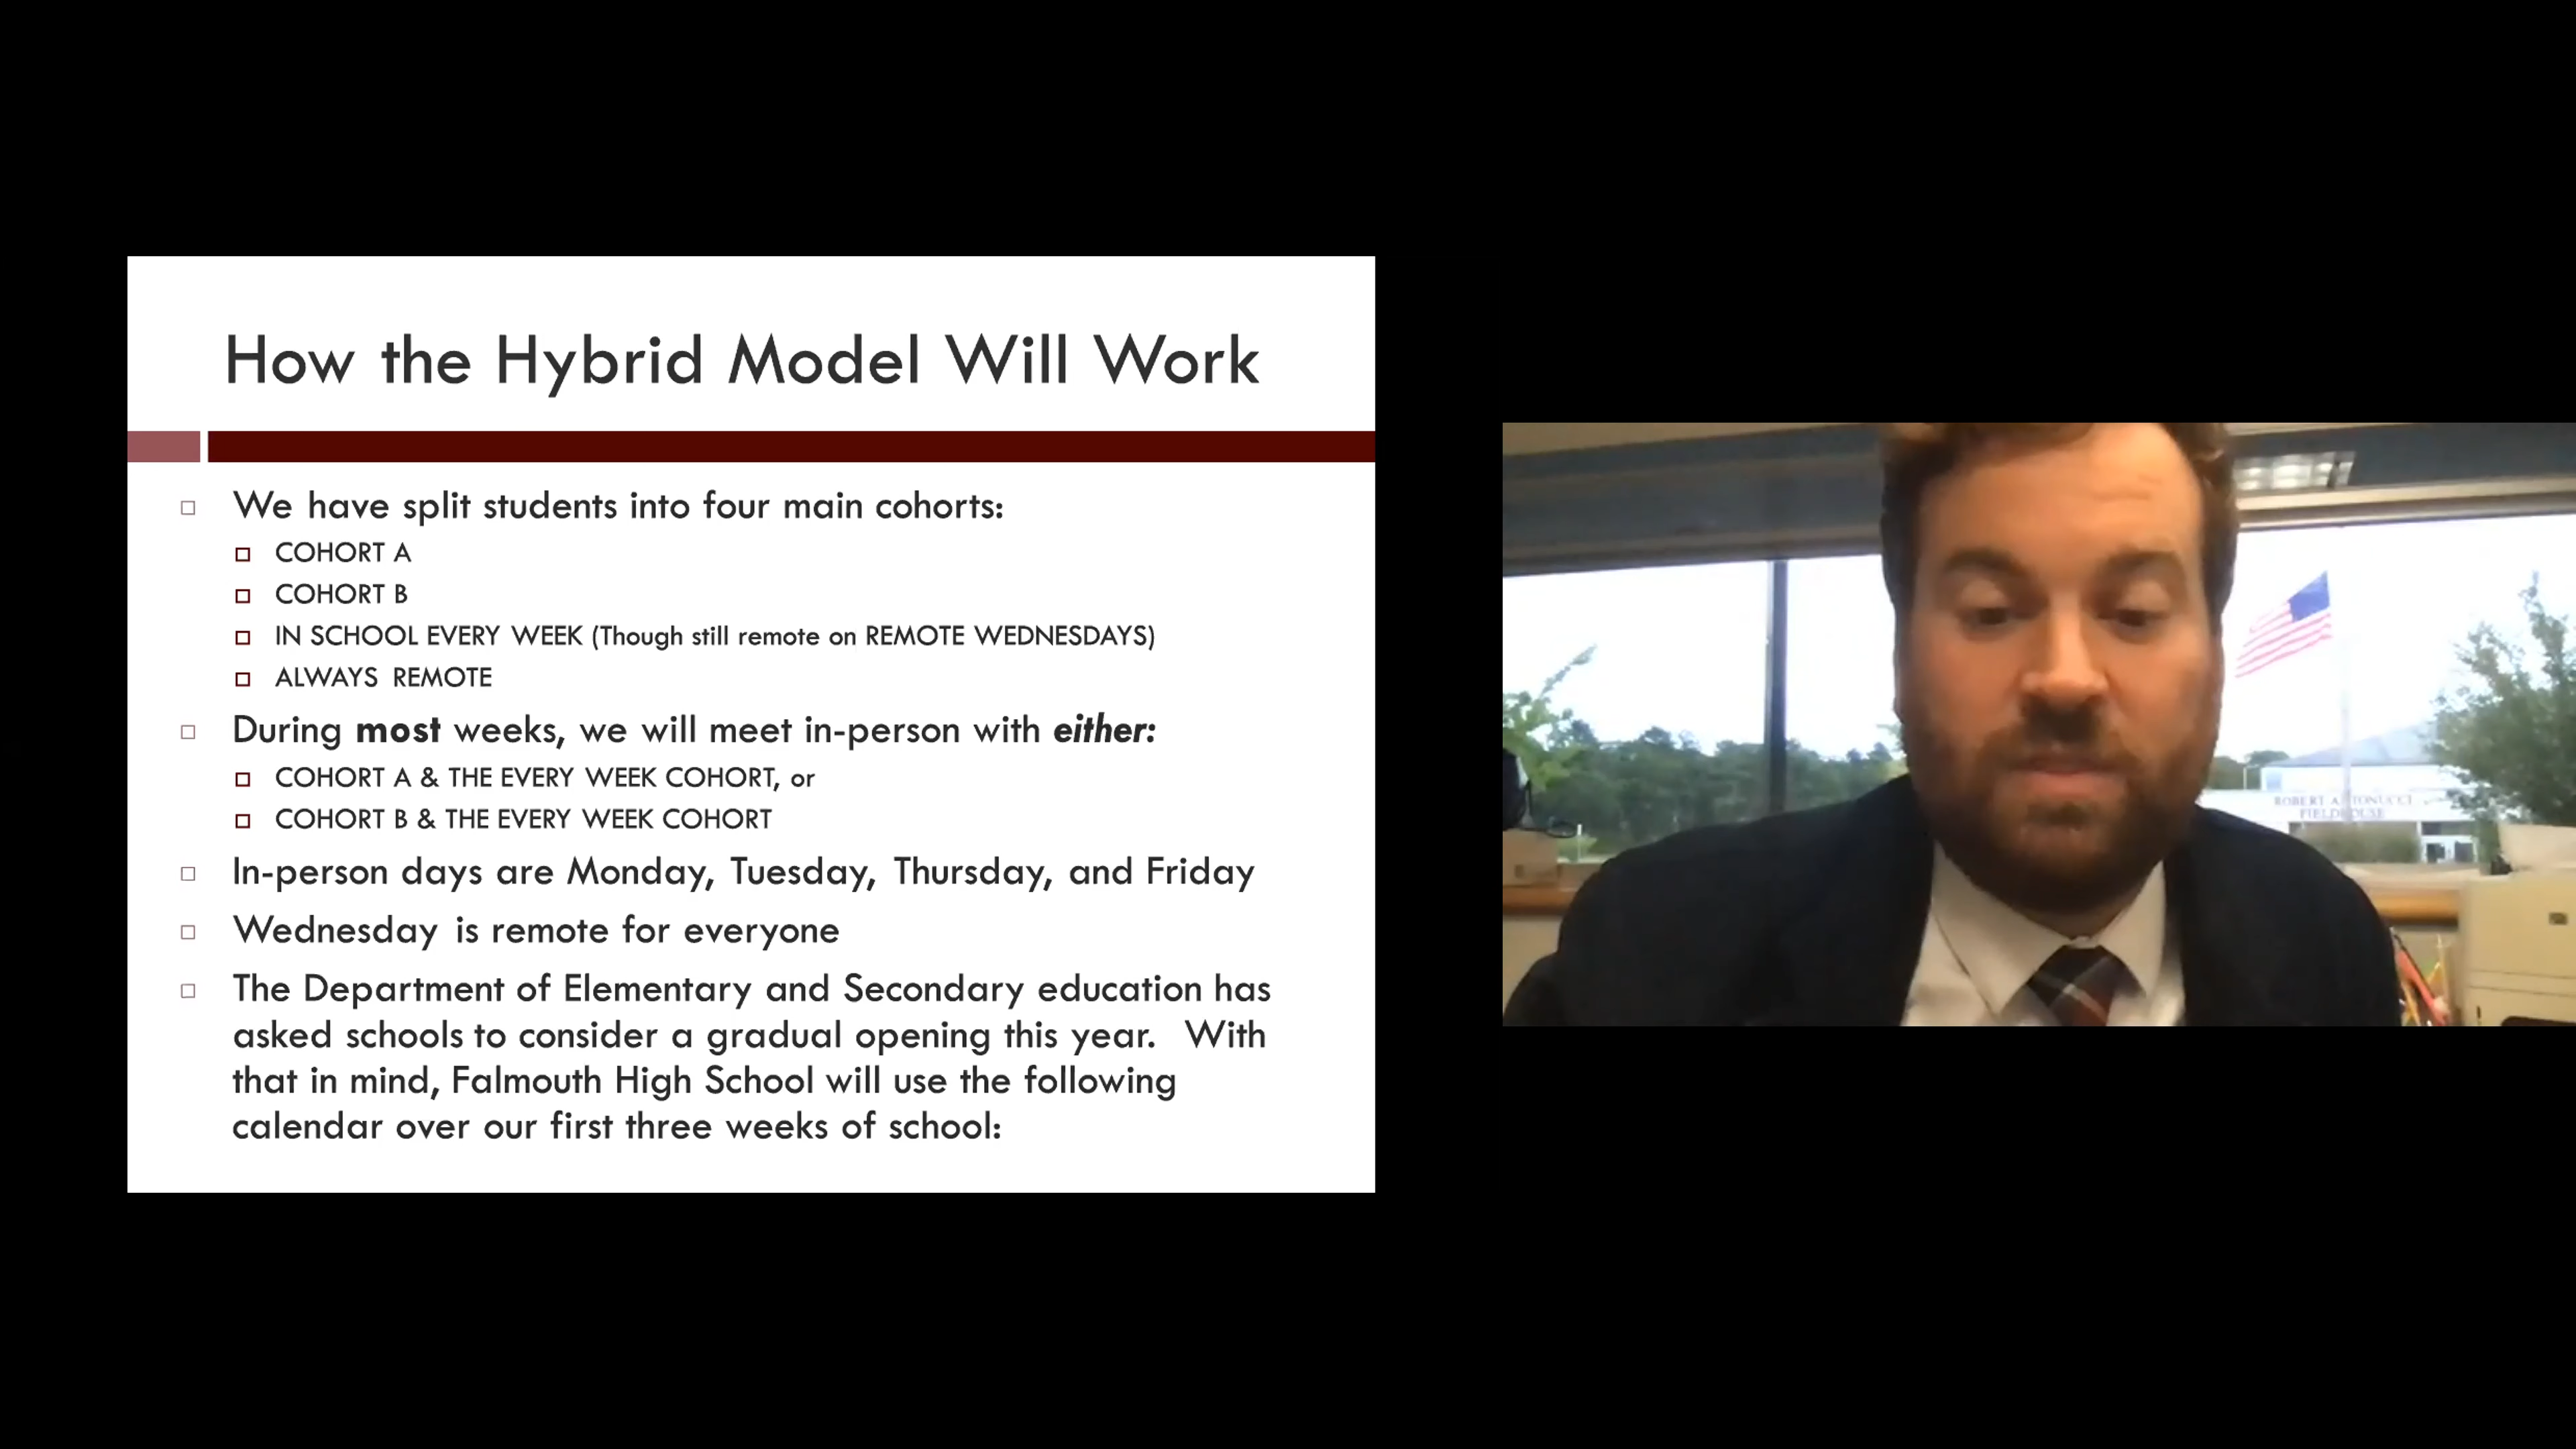 How the Hybrid Model Will Work
We have split students into four main cohorts:
COHORT A
COHORT B
IN SCHOOL EVERY WEEK (Though still remote on REMOTE WEDNESDAYS)
ALWAYS REMOTE
During most weeks, we will meet in-person with either:
COHORT A & THE EVERY WEEK COHORT, or
COHORT B & THE EVERY WEEK COHORT
In-person days are Monday, Tuesday, Thursday, and Friday
Wednesday is remote for everyone
The Department of Elementary and Secondary education has
asked schools to consider a gradual opening this year. With
that in mind, Falmouth High School will use the following
calendar over our first three weeks of school:
ROBERT ANTONUCCI
FIELDHOUSE